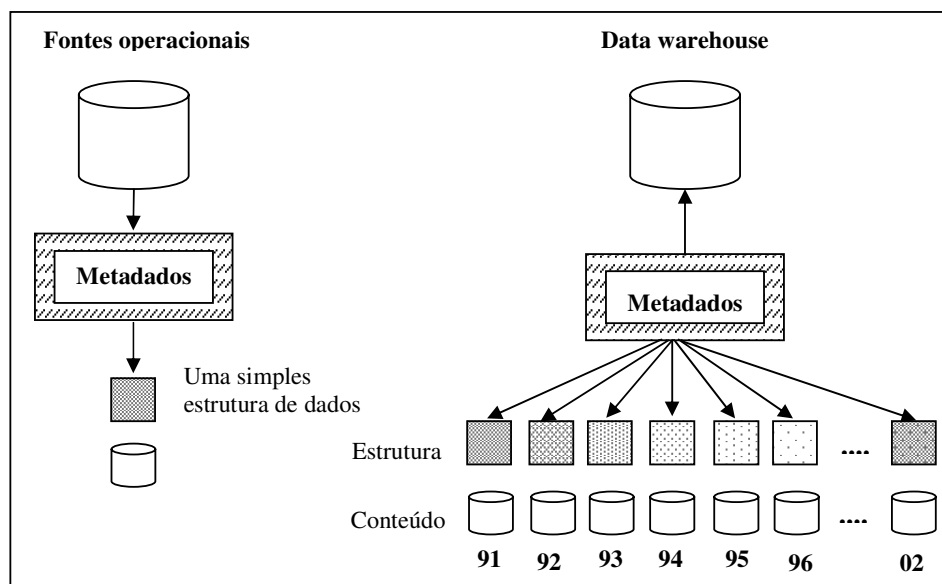 Fontes operacionais
Data warehouse
Metadados
Metadados
Uma simples
estrutura de dados
Estrutura
....
Conteúdo
....
91 92 93 94 95 96 02